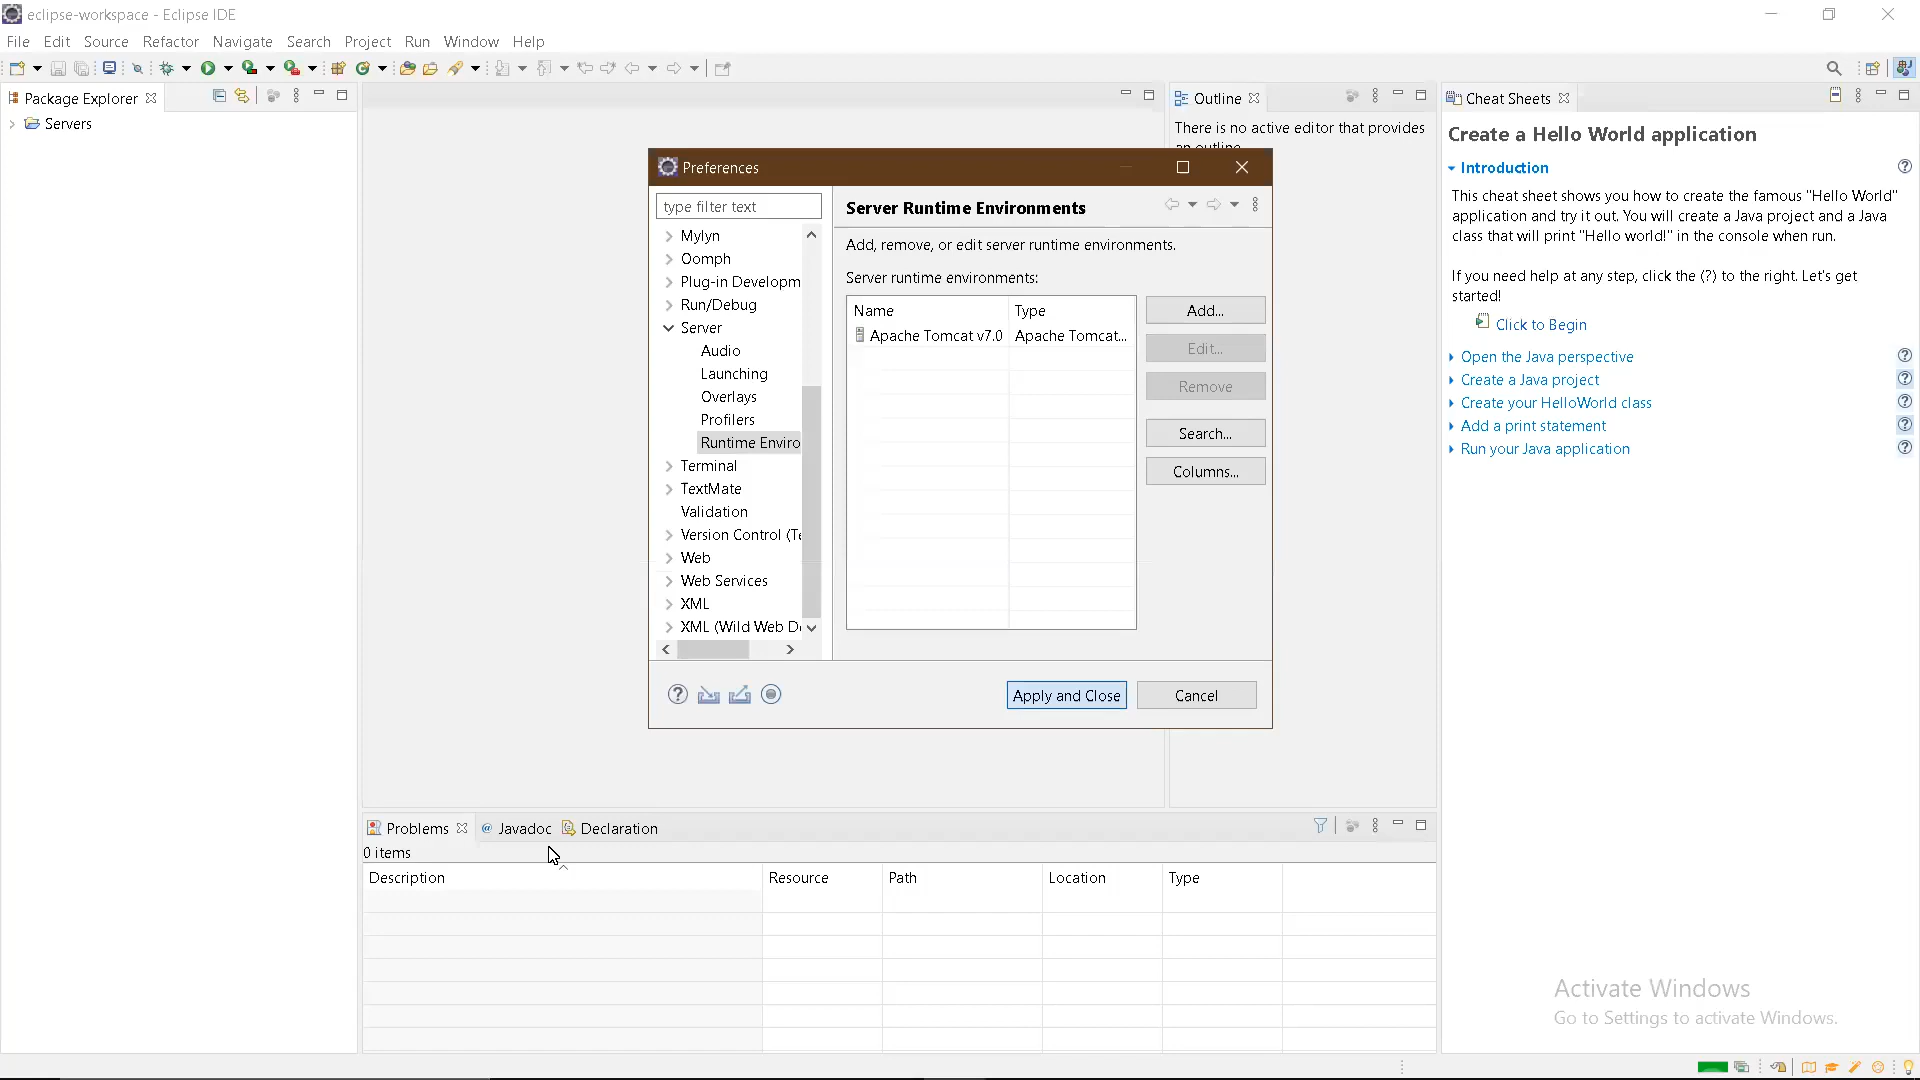 eclipse-workspace - Eclipse IDE
File Edit Source Refactor Navigate Search Project Run Window Help
Package Explorer
Servers
Outline
There is no active editor that provides
an outline.
Preferences
type filter text
Mylyn
Oomph
Plug-in Developm
Run/Debug
Server
Audio
Launching
Overlays
Profilers
Runtime Enviro
Terminal
TextMate
Validation
Version Control (Te
Web
Web Services
XML
XML (Wild Web De
Server Runtime Environments
Add, remove, or edit server runtime environments.
Server runtime environments:
Name Type
Apache Tomcat v7.0 Apache Tomcat...
Add...
Edit...
Remove
Search...
Columns...
Apply and Close Cancel
Cheat Sheets
Create a Hello World application
Introduction
This cheat sheet shows you how to create the famous "Hello World"
application and try it out. You will create a Java project and a Java
class that will print "Hello world!" in the console when run.
If you need help at any step, click the (?) to the right. Let's get
started!
Click to Begin
Open the Java perspective
Create a Java project
Create your HelloWorld class
Add a print statement
Run your Java application
Problems Javadoc Declaration
0 items
Description Resource Path Location Type
Activate Windows
Go to Settings to activate Windows.